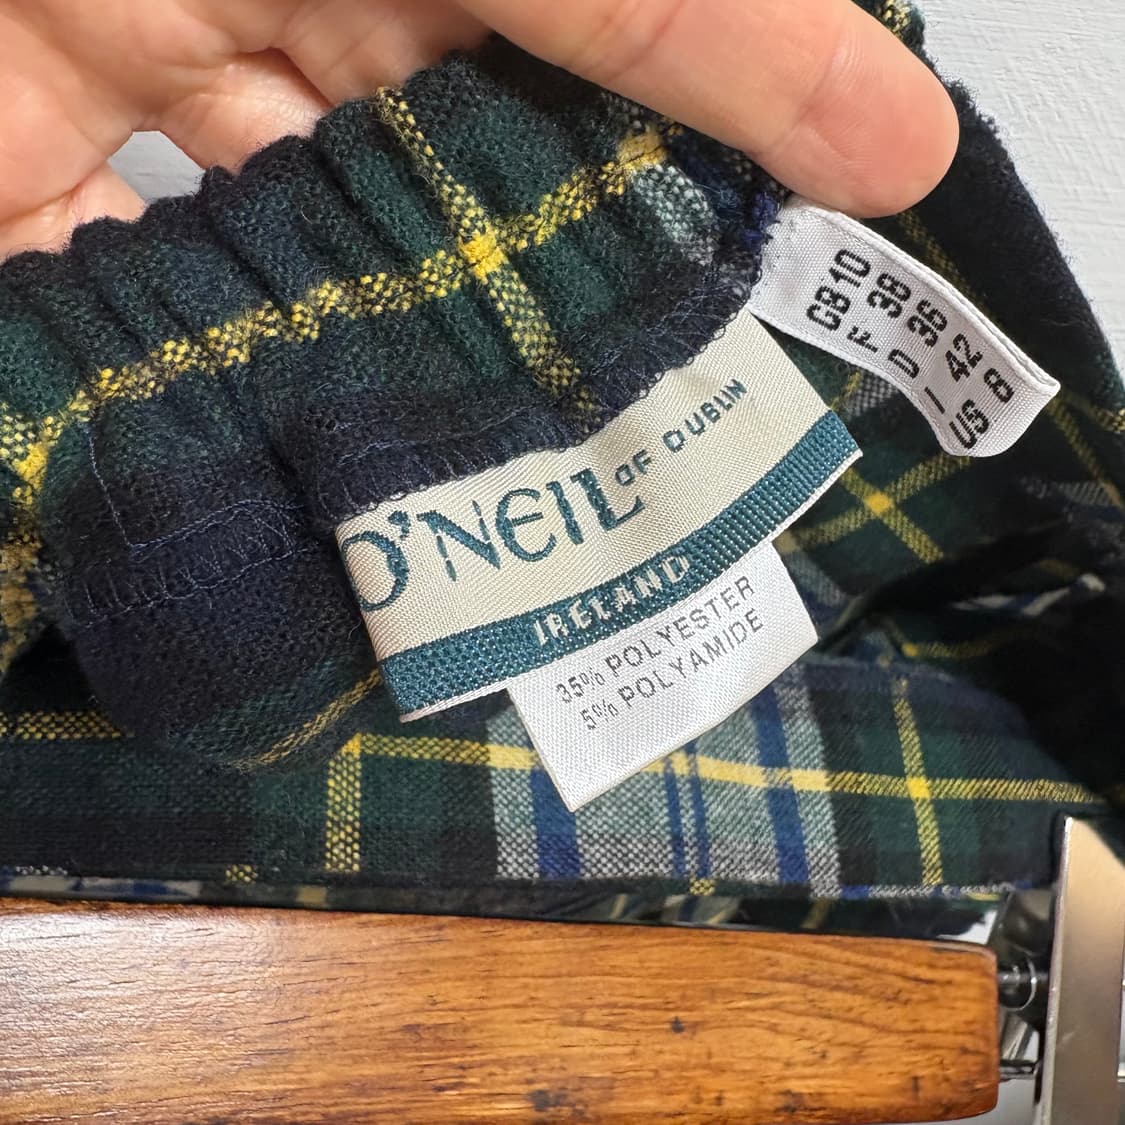 O'NEIL OF DUBLIN
IRELAND
35% POLYESTER
5% POLYAMIDE
GB 10
F 38
D 36
I 42
US 8